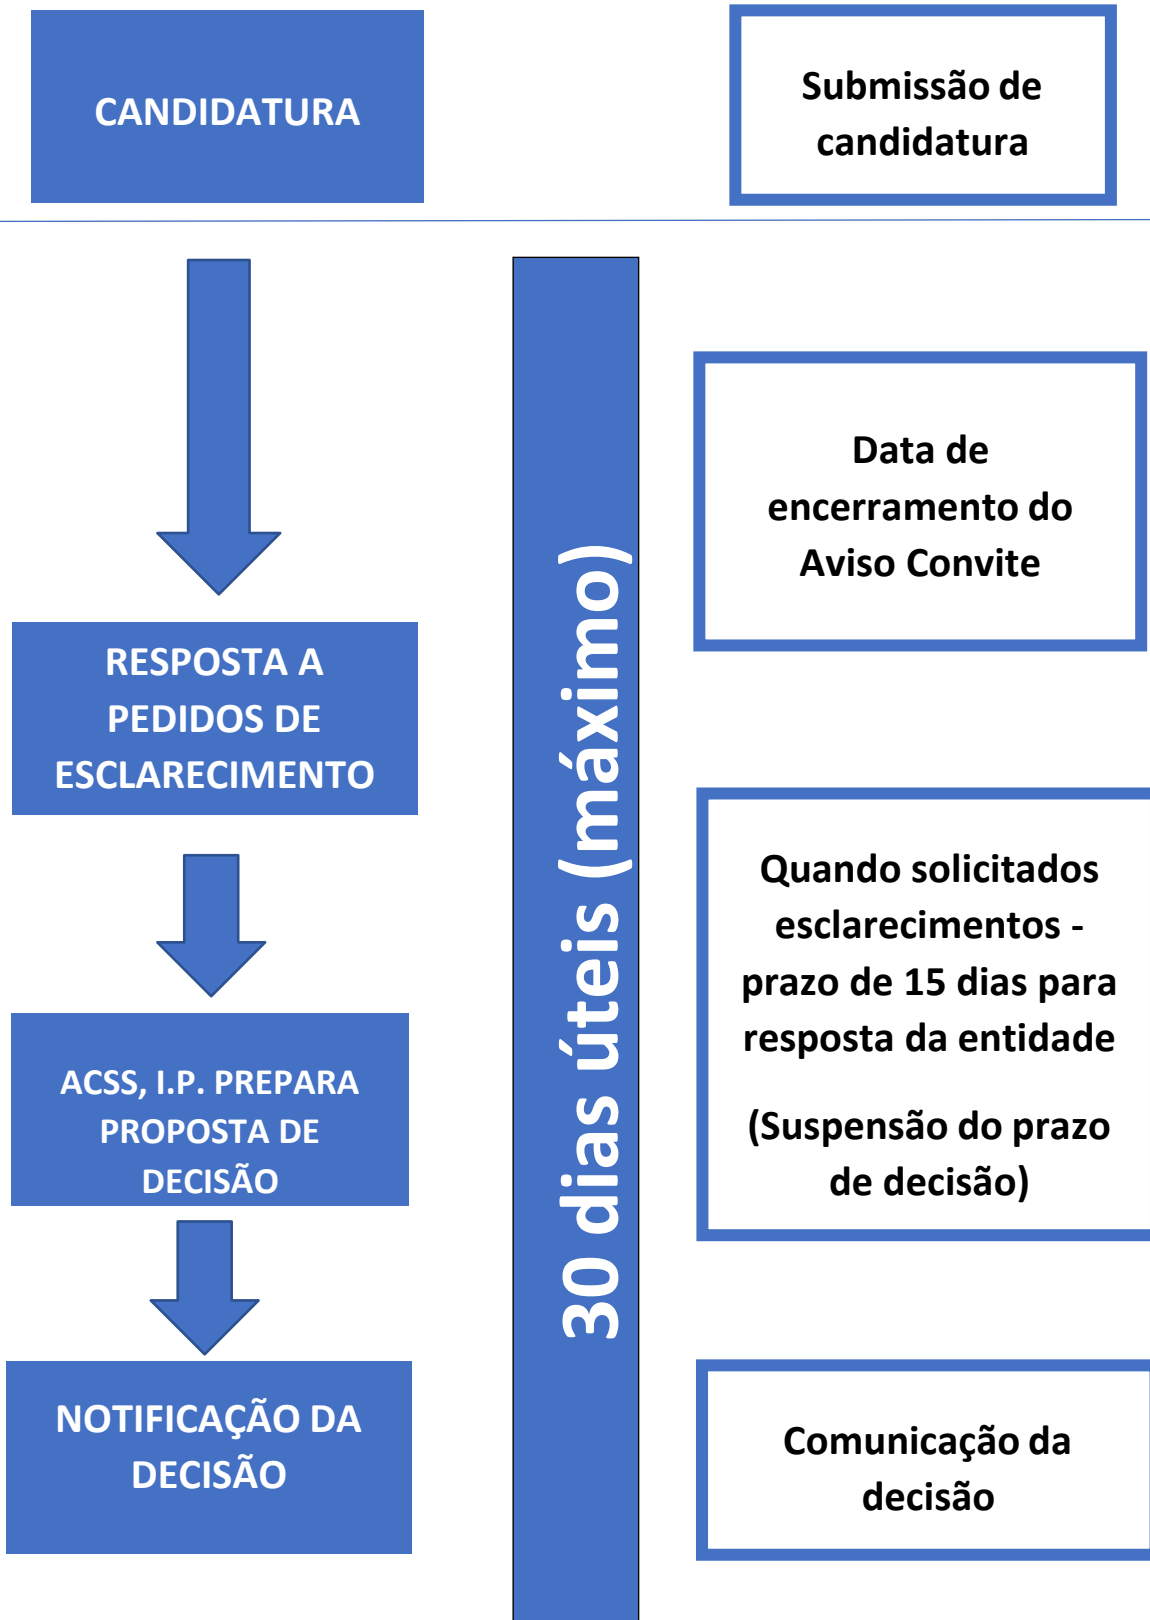 CANDIDATURA
Submissão de
candidatura
Data de
encerramento do
Aviso Convite
RESPOSTA A
PEDIDOS DE
ESCLARECIMENTO
30 dias úteis (máximo)
Quando solicitados
esclarecimentos -
prazo de 15 dias para
resposta da entidade
(Suspensão do prazo
de decisão)
ACSS, I.P. PREPARA
PROPOSTA DE
DECISÃO
NOTIFICAÇÃO DA
DECISÃO
Comunicação da
decisão